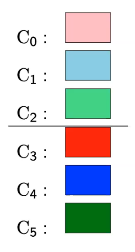 C₀ :
C₁ :
C₂ :
C₃ :
C₄ :
C₅ :